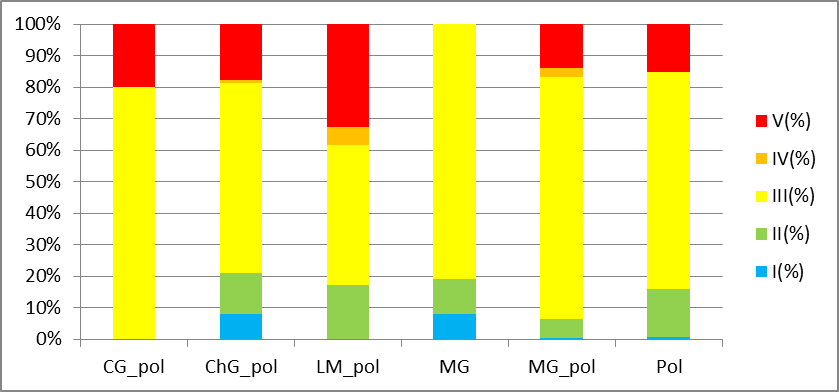 100%
90%
80%
70%
60%
50%
40%
30%
20%
10%
0%
CG_pol ChG_pol LM_pol MG MG_pol Pol
V(%)
IV(%)
III(%)
II(%)
I(%)